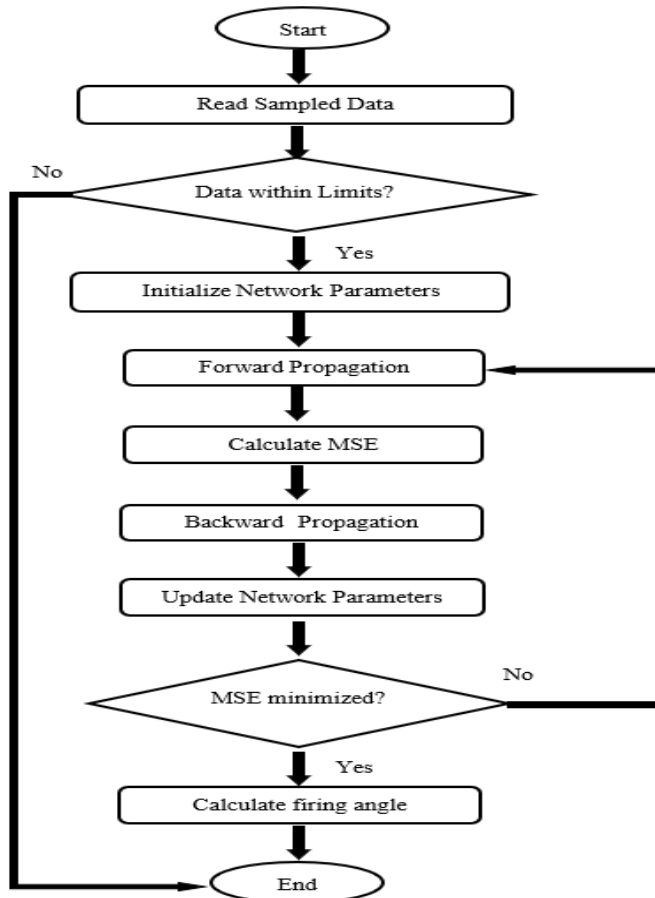 Start
Read Sampled Data
No
Data within Limits?
Yes
Initialize Network Parameters
Forward Propagation
Calculate MSE
Backward Propagation
Update Network Parameters
No
MSE minimized?
Yes
Calculate firing angle
End